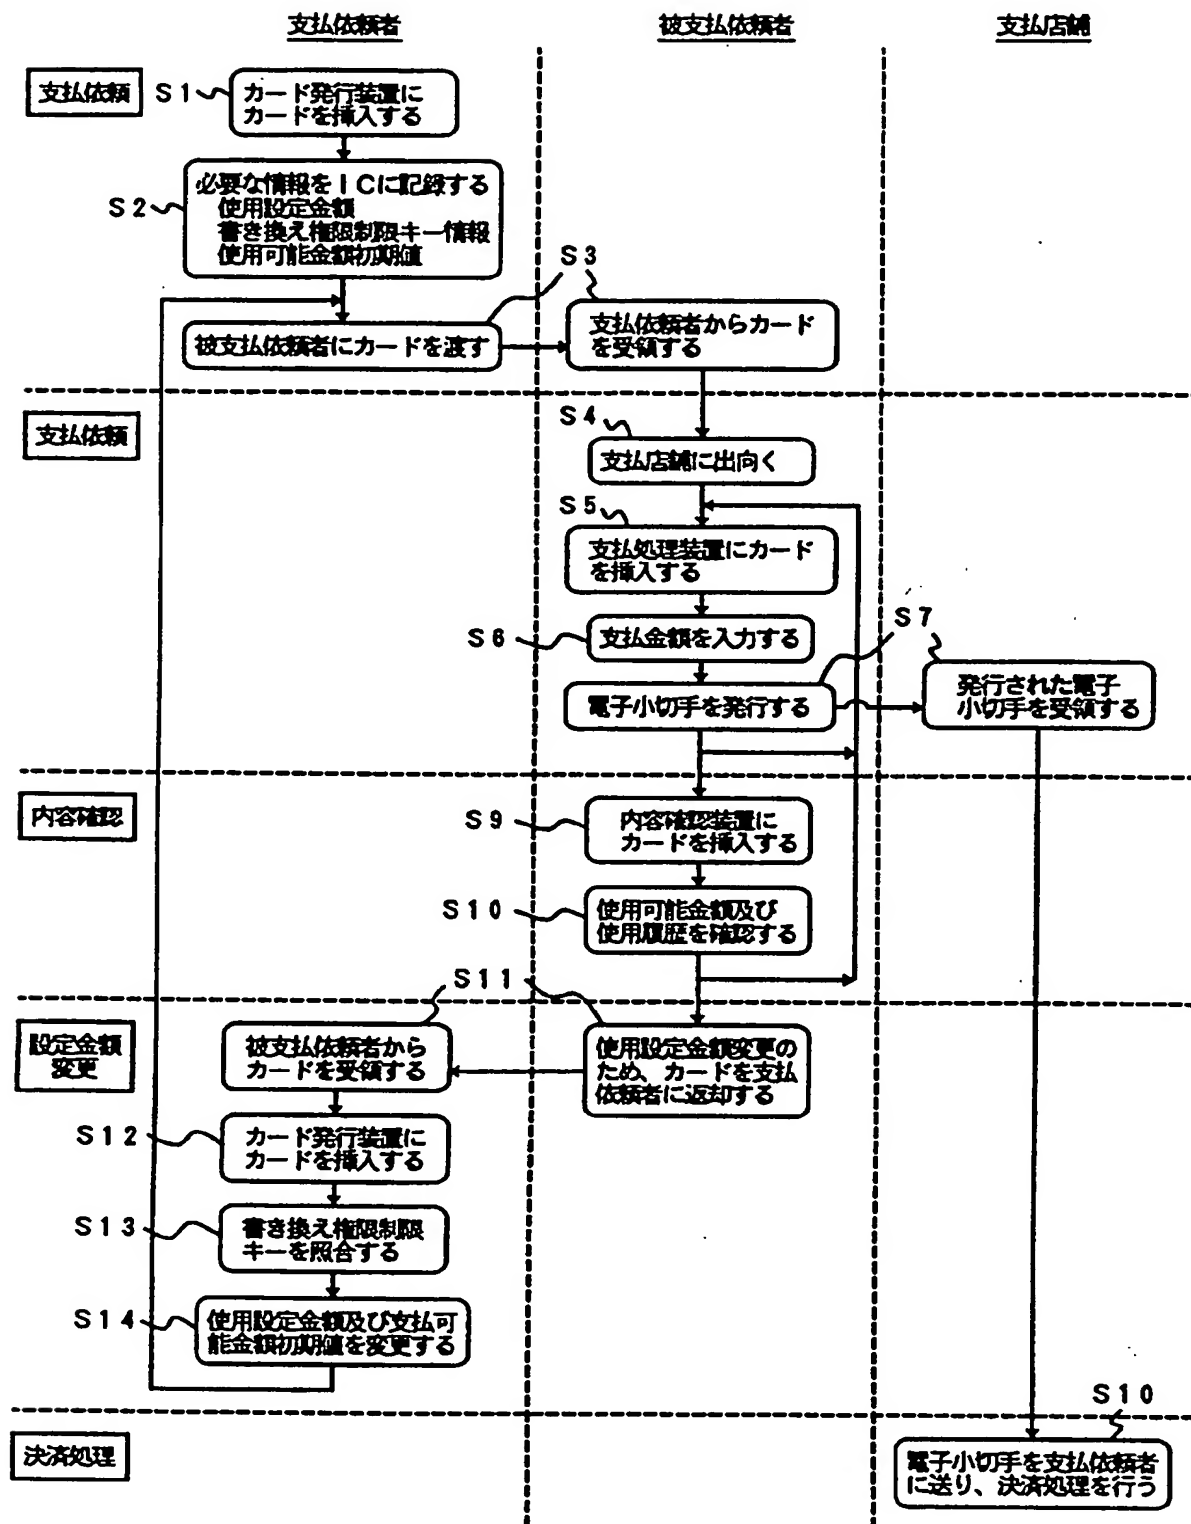 支払依頼者
被支払依頼者
支払店舗
支払依頼
S1
カード発行装置に
カードを挿入する
S2
必要な情報をICに記録する
使用設定金額
書き換え権限制限キー情報
使用可能金額初期値
S3
被支払依頼者にカードを渡す
支払依頼者からカード
を受領する
支払依頼
S4
支払店舗に出向く
S5
支払処理装置にカード
を挿入する
S6
支払金額を入力する
S7
電子小切手を発行する
発行された電子
小切手を受領する
内容確認
S9
内容確認装置に
カードを挿入する
S10
使用可能金額及び
使用履歴を確認する
S11
設定金額
変更
被支払依頼者から
カードを受領する
使用設定金額変更の
ため、カードを支払
依頼者に返却する
S12
カード発行装置に
カードを挿入する
S13
書き換え権限制限
キーを照合する
S14
使用設定金額及び支払可
能金額初期値を変更する
S10
決済処理
電子小切手を支払依頼者
に送り、決済処理を行う